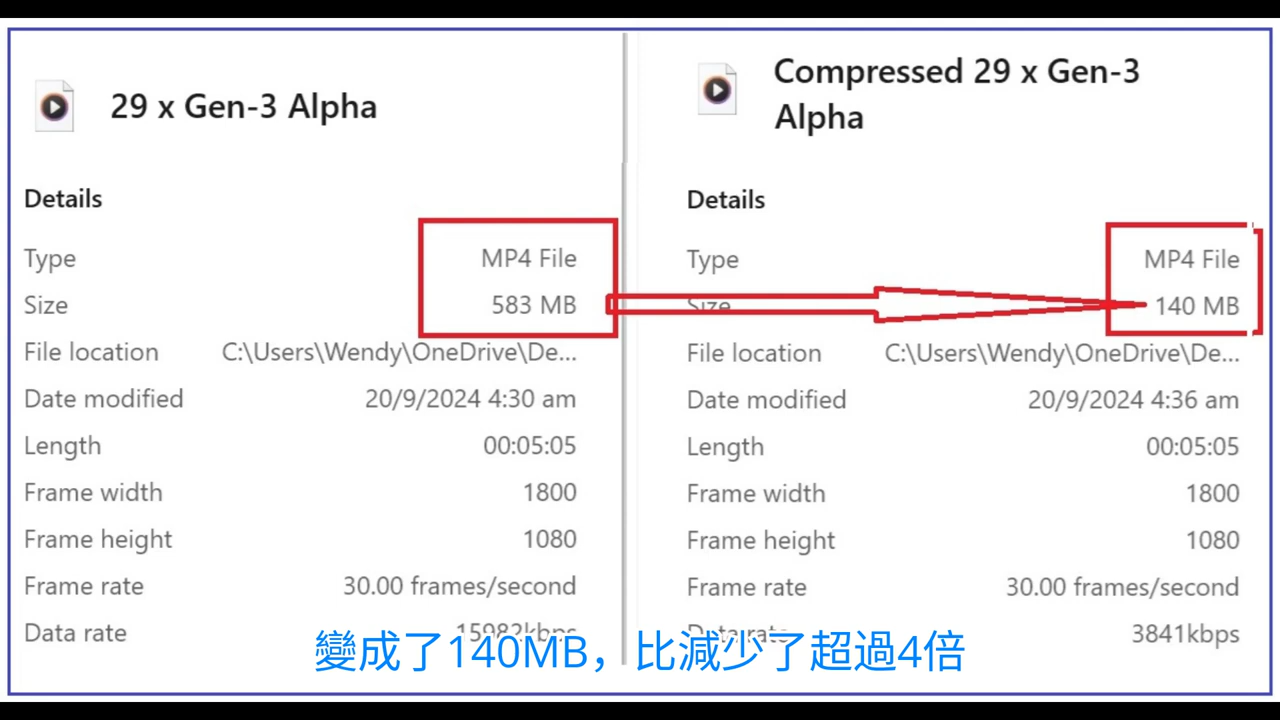 29 x Gen-3 Alpha
Details
Type MP4 File
Size 583 MB
File location C:\Users\Wendy\OneDrive\De...
Date modified 20/9/2024 4:30 am
Length 00:05:05
Frame width 1800
Frame height 1080
Frame rate 30.00 frames/second
Data rate 15982kbps
Compressed 29 x Gen-3
Alpha
Details
Type MP4 File
Size 140 MB
File location C:\Users\Wendy\OneDrive\De...
Date modified 20/9/2024 4:36 am
Length 00:05:05
Frame width 1800
Frame height 1080
Frame rate 30.00 frames/second
Data rate 3841kbps
變成了140MB，比減少了超過4倍